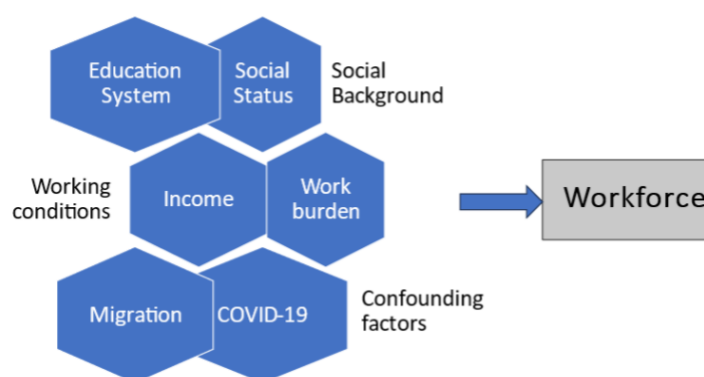 Education
System
Social
Status
Social
Background
Working
conditions
Income
Work
burden
Workforce
Migration
COVID-19
Confounding
factors